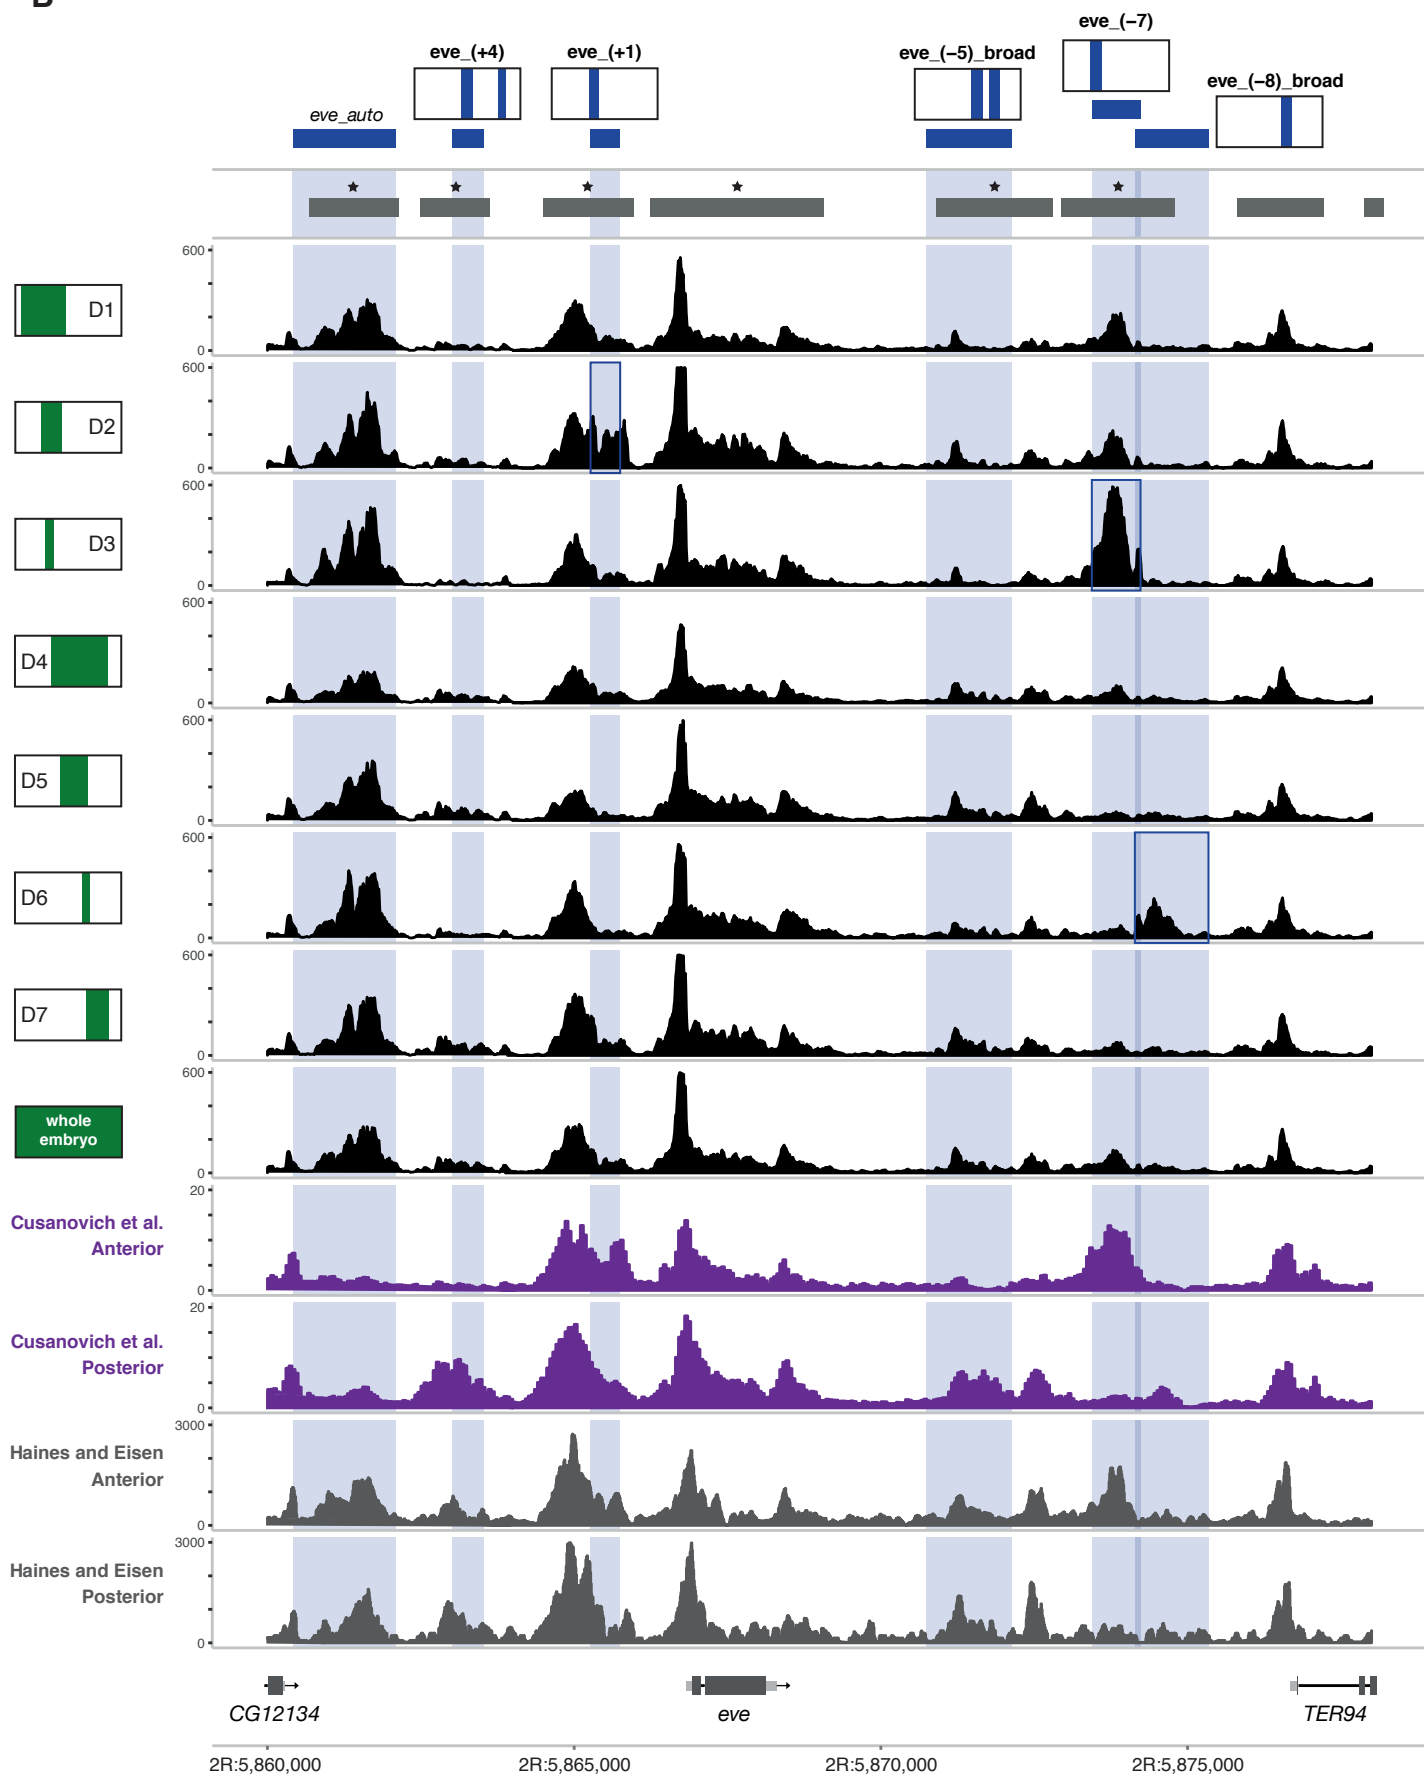 eve_(−7)
eve_(+4)
eve_(+1)
eve_(−5)_broad
eve_(−8)_broad
eve_auto
600
0
D1
600
0
D2
600
0
D3
600
0
D4
600
0
D5
600
0
D6
600
0
D7
600
0
whole
embryo
20
0
Cusanovich et al.
Anterior
20
0
Cusanovich et al.
Posterior
3000
0
Haines and Eisen
Anterior
3000
0
Haines and Eisen
Posterior
CG12134
eve
TER94
2R:5,860,000
2R:5,865,000
2R:5,870,000
2R:5,875,000